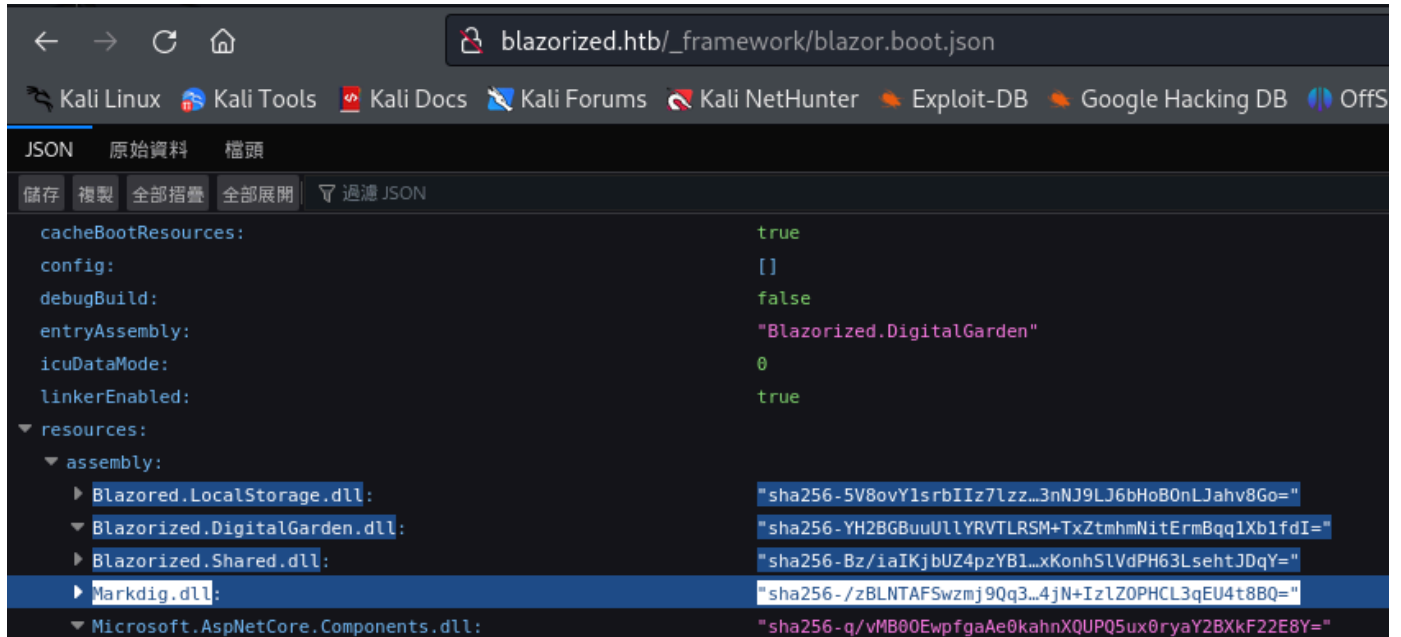 blazorized.htb/_framework/blazor.boot.json
Kali Linux Kali Tools Kali Docs Kali Forums Kali NetHunter Exploit-DB Google Hacking DB OffS
JSON 原始資料 檔頭
儲存 複製 全部摺疊 全部展開 過濾 JSON
cacheBootResources: true
config: []
debugBuild: false
entryAssembly: "Blazorized.DigitalGarden"
icuDataMode: 0
linkerEnabled: true
resources:
assembly:
Blazored.LocalStorage.dll: "sha256-5V8ovY1srbIIz7lzz…3nNJ9LJ6bHoBOnLJahv8Go="
Blazorized.DigitalGarden.dll: "sha256-YH2BGBuuUllYRVTLRSM+TxZtmhmNitErmBqq1Xb1fdI="
Blazorized.Shared.dll: "sha256-Bz/iaIKjbUZ4pzYB1…xKonhSlVdPH63LsehtJDqY="
Markdig.dll: "sha256-/zBLNTAFSwzmj9Qq3…4jN+IzlZOPHCL3qEU4t8BQ="
Microsoft.AspNetCore.Components.dll: "sha256-q/vMB0OEwpfgaAe0kahnXQUPQ5ux0ryaY2BXkF22E8Y="